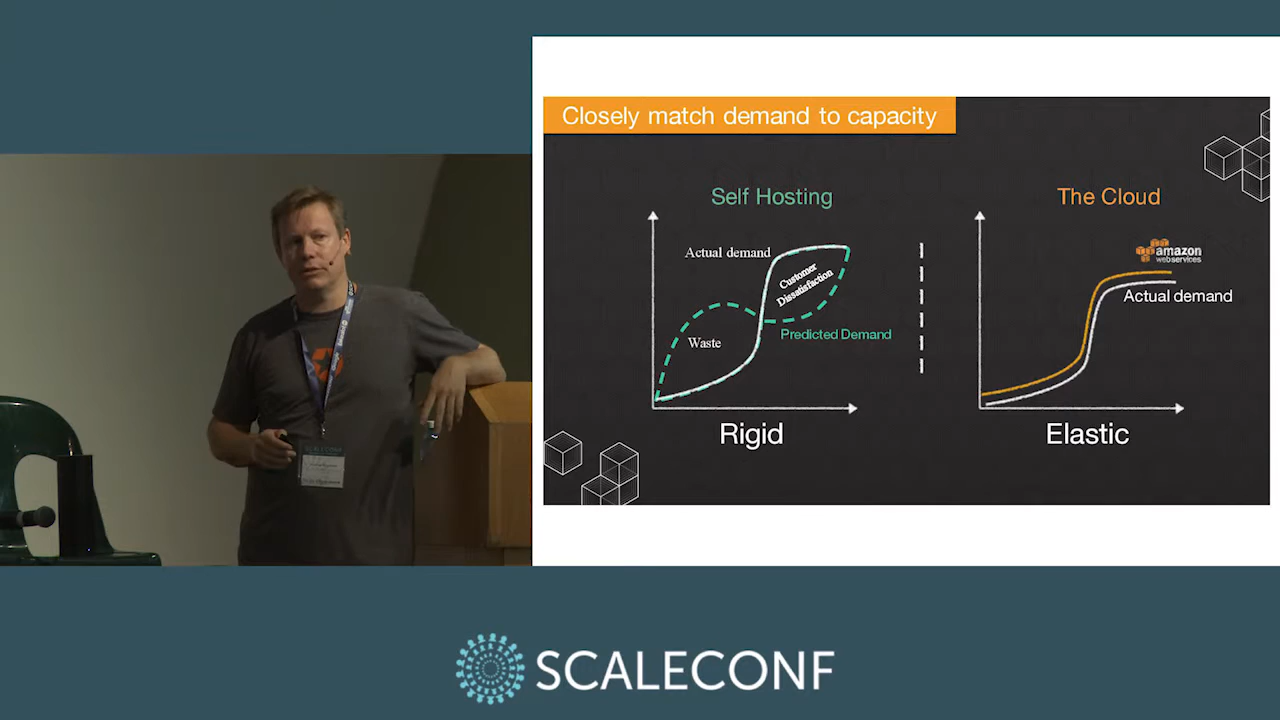 Closely match demand to capacity
Self Hosting
Actual demand
Customer
Dissatisfaction
Waste
Predicted Demand
Rigid
The Cloud
amazon
webservices
Actual demand
Elastic
SCALECONF
SCALECONF